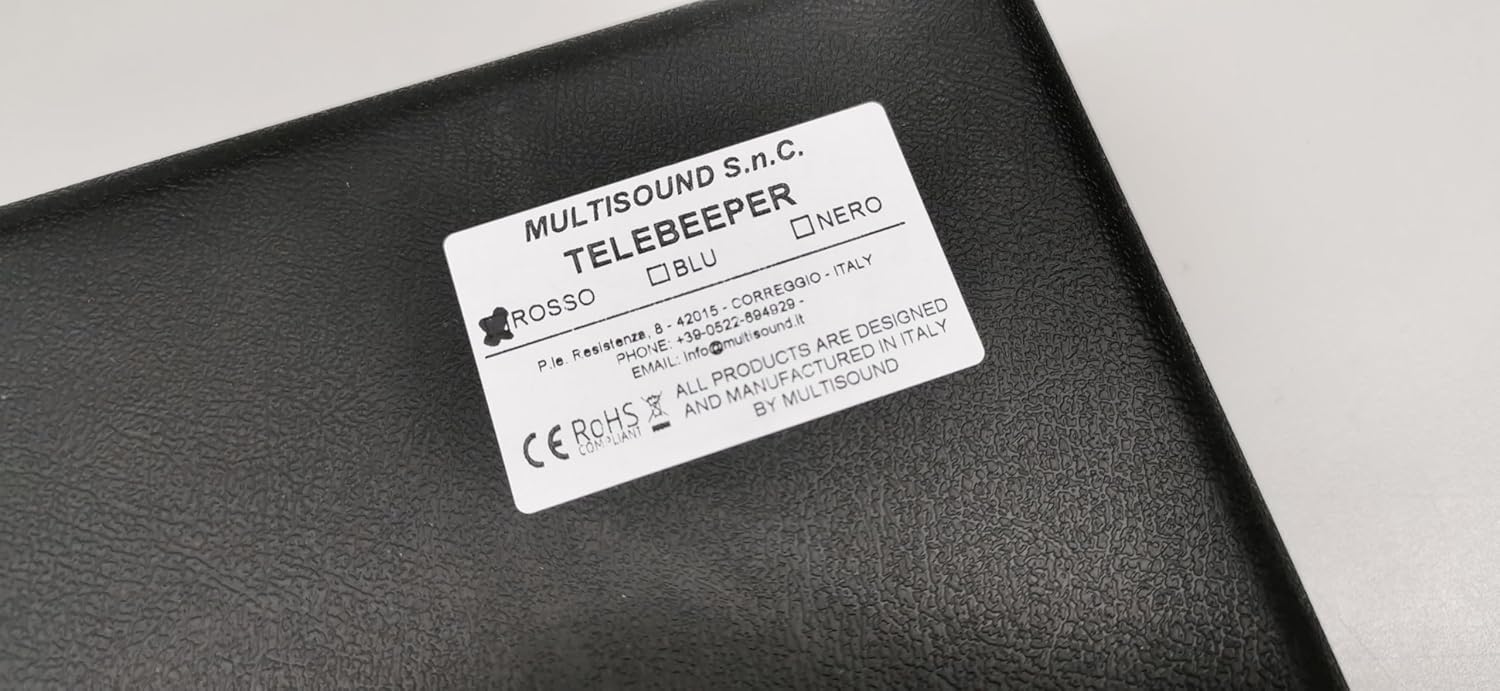 MULTISOUND S.n.C.
TELEBEEPER
ROSSO BLU NERO
P.le. Resistenza, 8 - 42015 - CORREGGIO - ITALY
PHONE: +39-0522-694929 -
EMAIL: Info@multisound.it
CE RoHS COMPLIANT
ALL PRODUCTS ARE DESIGNED
AND MANUFACTURED IN ITALY
BY MULTISOUND